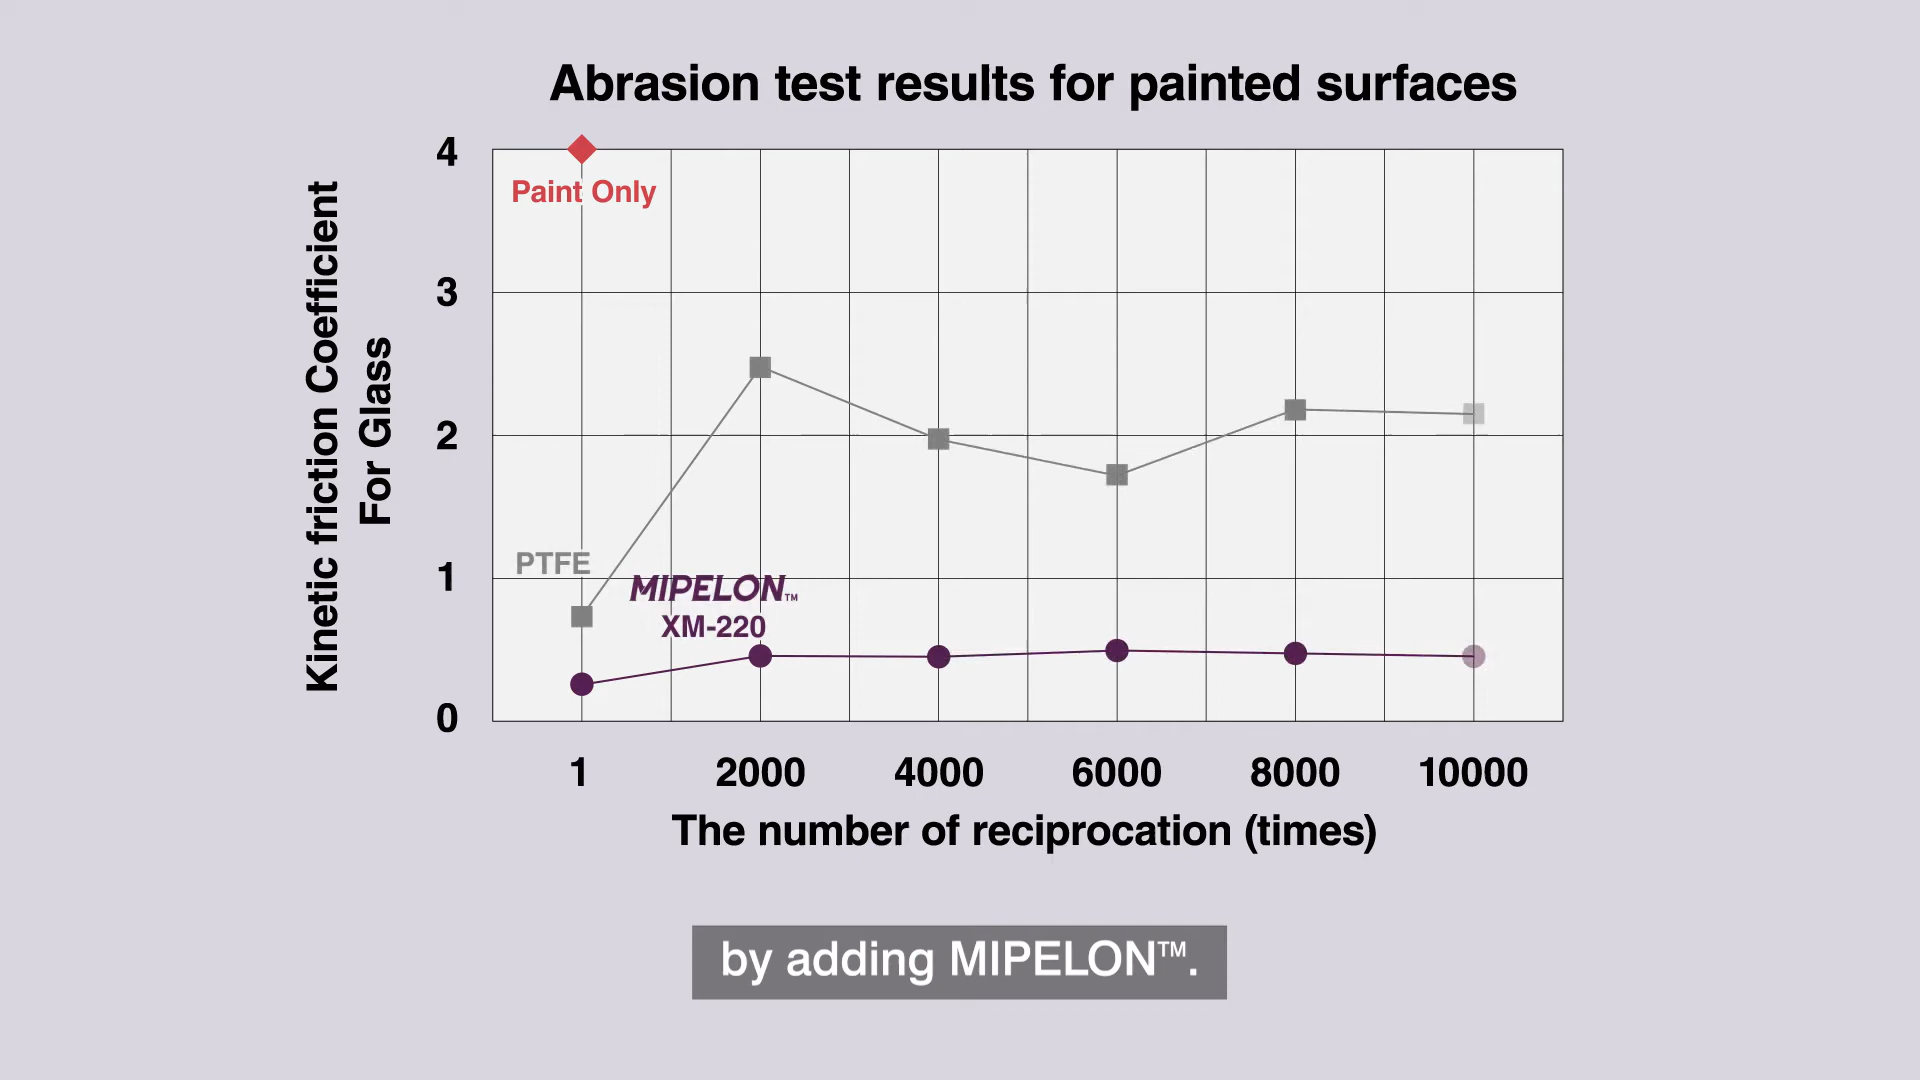 Abrasion test results for painted surfaces
Kinetic friction Coefficient
For Glass
4
3
2
1
0
Paint Only
PTFE
MIPELON™
XM-220
1 2000 4000 6000 8000 10000
The number of reciprocation (times)
by adding MIPELON™.